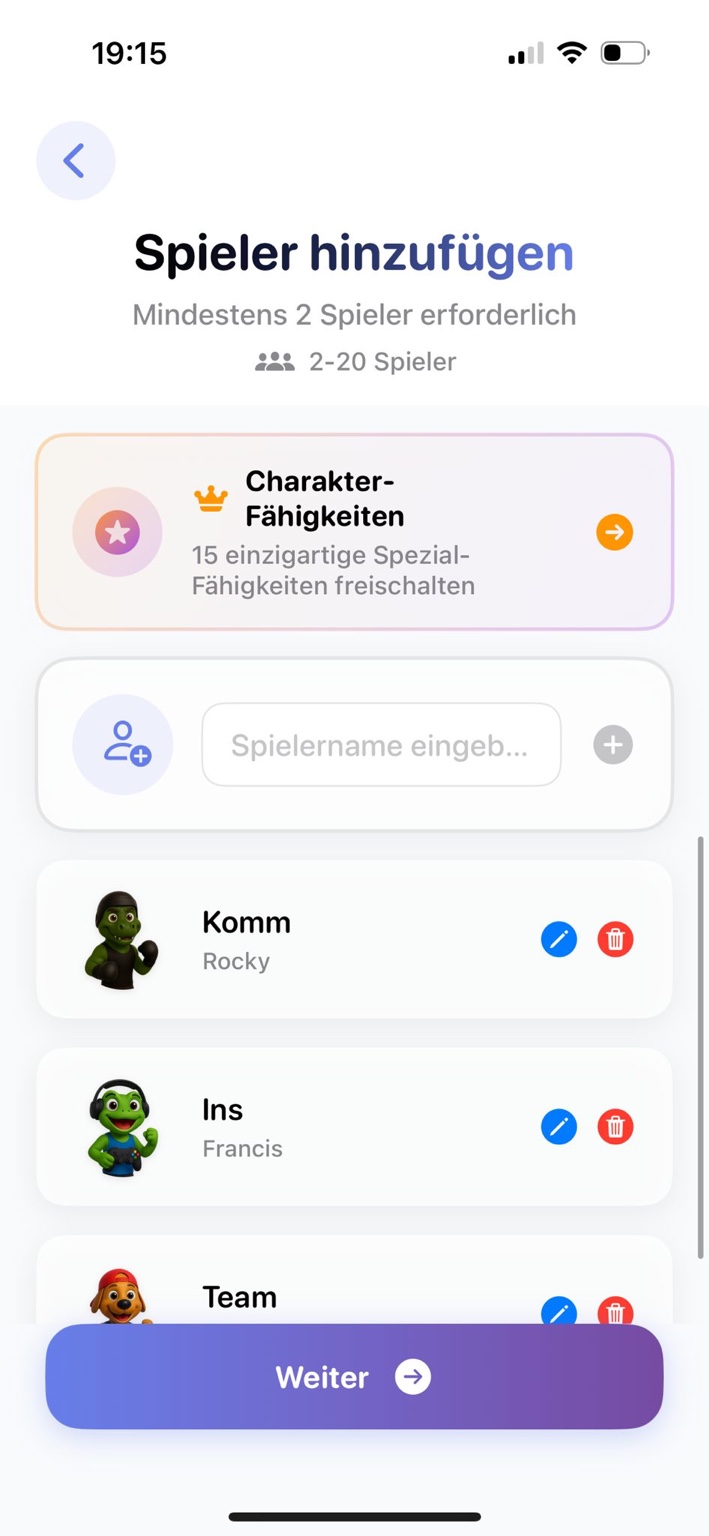 19:15
Spieler hinzufügen
Mindestens 2 Spieler erforderlich
2-20 Spieler
Charakter-
Fähigkeiten
15 einzigartige Spezial-
Fähigkeiten freischalten
Spielername eingeb...
Komm
Rocky
Ins
Francis
Team
Weiter